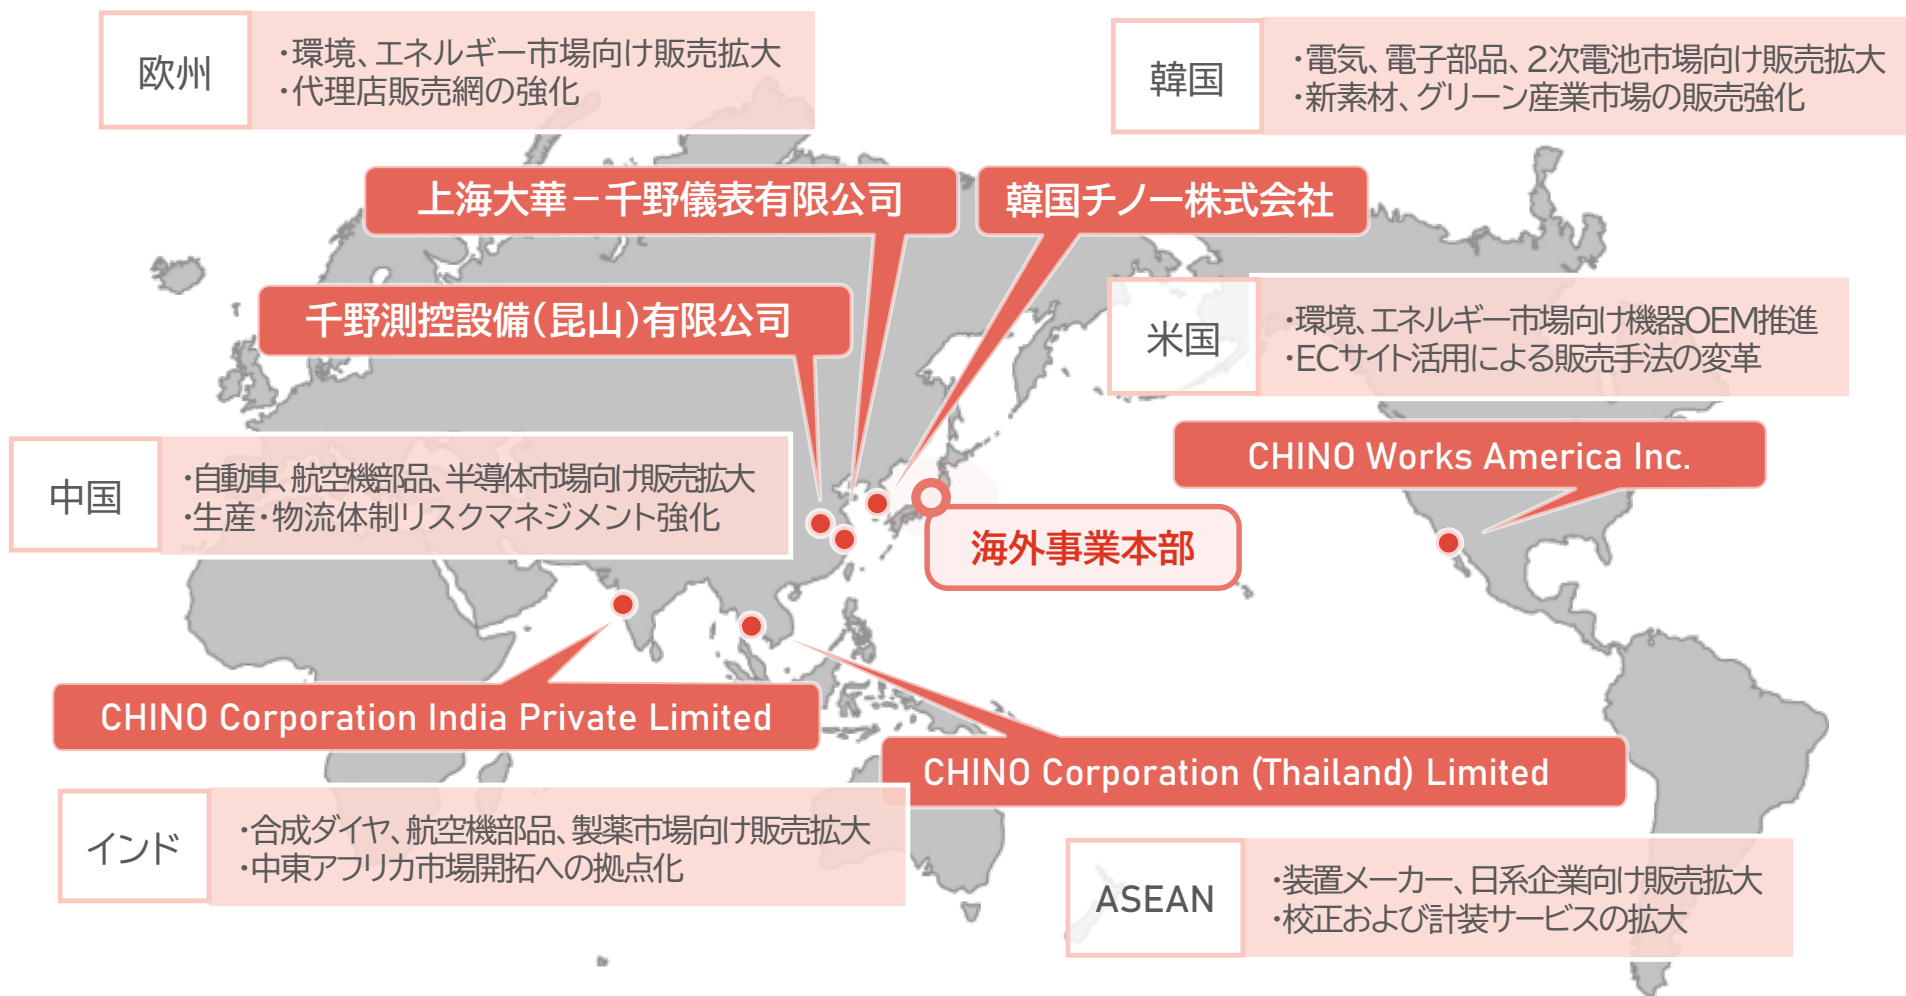 欧州
・環境、エネルギー市場向け販売拡大
・代理店販売網の強化
韓国
・電気、電子部品、2次電池市場向け販売拡大
・新素材、グリーン産業市場の販売強化
上海大華－千野儀表有限公司
韓国チノー株式会社
千野測控設備(昆山)有限公司
米国
・環境、エネルギー市場向け機器OEM推進
・ECサイト活用による販売手法の変革
CHINO Works America Inc.
中国
・自動車、航空機部品、半導体市場向け販売拡大
・生産・物流体制リスクマネジメント強化
海外事業本部
CHINO Corporation India Private Limited
CHINO Corporation (Thailand) Limited
インド
・合成ダイヤ、航空機部品、製薬市場向け販売拡大
・中東アフリカ市場開拓への拠点化
ASEAN
・装置メーカー、日系企業向け販売拡大
・校正および計装サービスの拡大